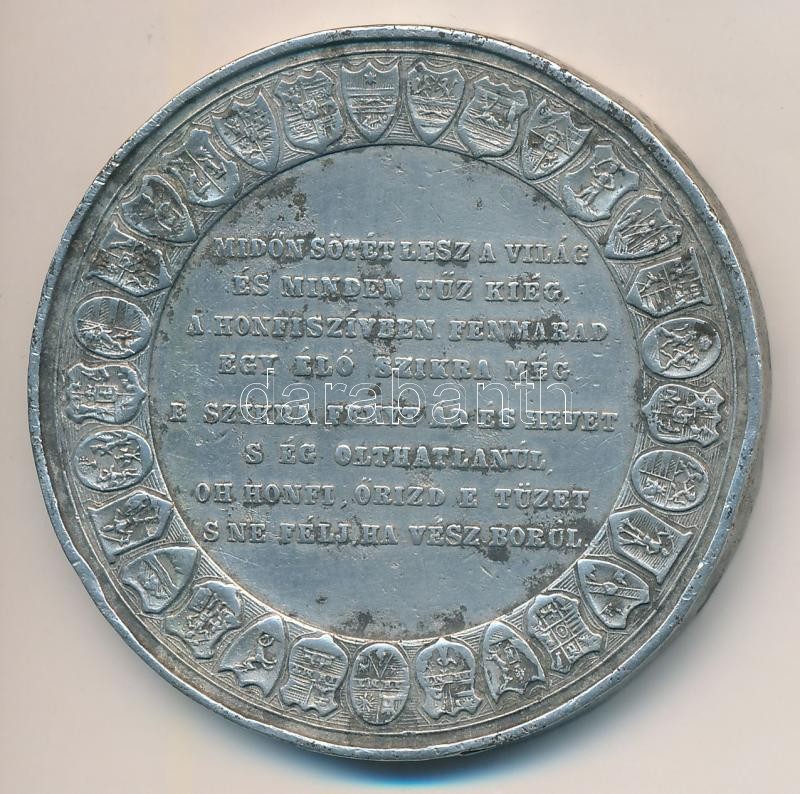 MIDŐN SÖTÉT LESZ A VILÁG
ÉS MINDEN TŰZ KIÉG,
A HONFISZÍVBEN FENMARAD
EGY ÉLŐ SZIKRA MÉG
darabanth
E SZIKRA ÉS HEVET
S ÉG OLTHATLANÚL,
OH HONFI, ŐRIZD E TÜZET
S NE FÉLJ, HA VÉSZ BORÚL.